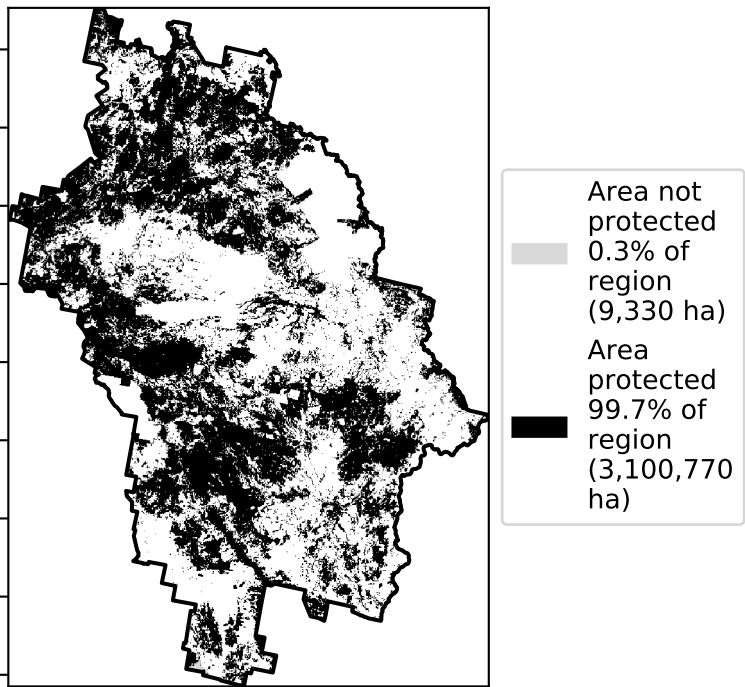 Area not
protected
0.3% of
region
(9,330 ha)
Area
protected
99.7% of
region
(3,100,770
ha)